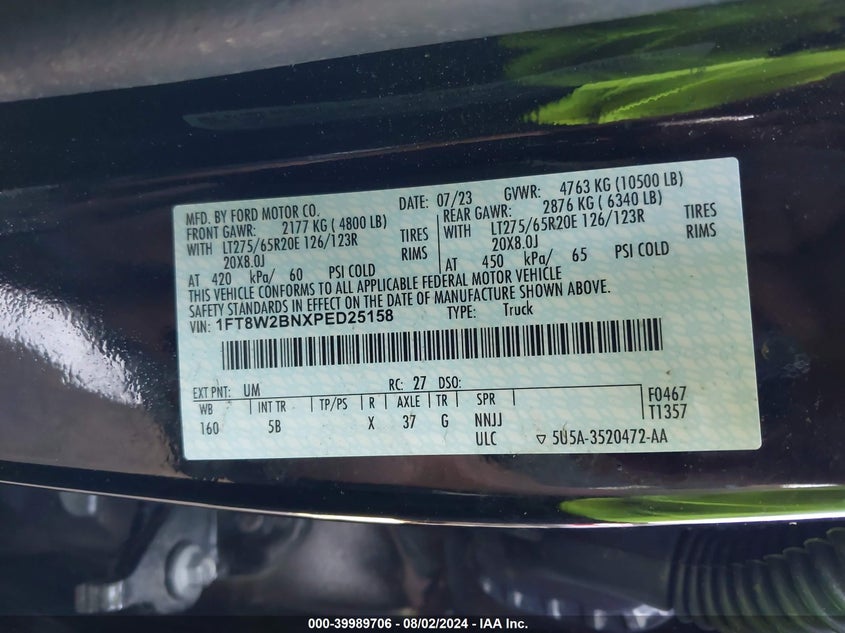 MFD. BY FORD MOTOR CO. DATE: 07/23 GVWR: 4763 KG (10500 LB)
FRONT GAWR: 2177 KG ( 4800 LB) REAR GAWR: 2876 KG ( 6340 LB)
WITH LT275/65R20E 126/123R TIRES WITH LT275/65R20E 126/123R TIRES
20X8.0J RIMS 20X8.0J RIMS
AT 420 kPa/ 60 PSI COLD AT 450 kPa/ 65 PSI COLD
THIS VEHICLE CONFORMS TO ALL APPLICABLE FEDERAL MOTOR VEHICLE
SAFETY STANDARDS IN EFFECT ON THE DATE OF MANUFACTURE SHOWN ABOVE.
VIN: 1FT8W2BNXPED25158 TYPE: Truck
EXT PNT: UM RC: 27 DSO:
WB INT TR TP/PS R AXLE TR SPR F0467
160 5B X 37 G NNJJ T1357
ULC ▽ 5U5A-3520472-AA
000-39989706 - 08/02/2024 - IAA Inc.